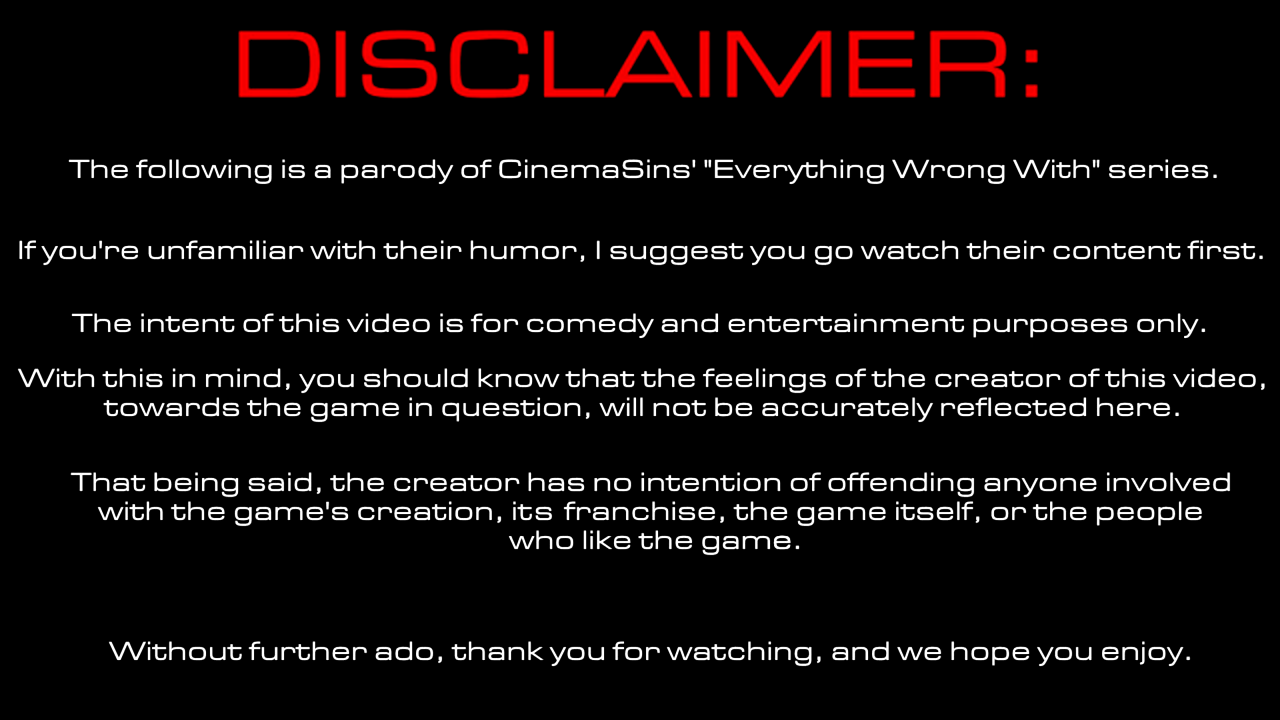 DISCLAIMER:
The following is a parody of CinemaSins' "Everything Wrong With" series.
If you're unfamiliar with their humor, I suggest you go watch their content first.
The intent of this video is for comedy and entertainment purposes only.
With this in mind, you should know that the feelings of the creator of this video,
towards the game in question, will not be accurately reflected here.
That being said, the creator has no intention of offending anyone involved
with the game's creation, its franchise, the game itself, or the people
who like the game.
Without further ado, thank you for watching, and we hope you enjoy.